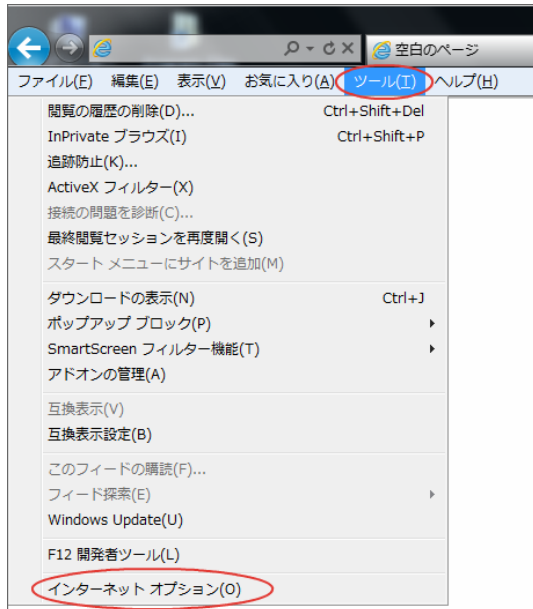 空白のページ
ファイル(F) 編集(E) 表示(V) お気に入り(A) ツール(T) ヘルプ(H)
閲覧の履歴の削除(D)... Ctrl+Shift+Del
InPrivate ブラウズ(I) Ctrl+Shift+P
追跡防止(K)...
ActiveX フィルター(X)
接続の問題を診断(C)...
最終閲覧セッションを再度開く(S)
スタート メニューにサイトを追加(M)
ダウンロードの表示(N) Ctrl+J
ポップアップ ブロック(P)
SmartScreen フィルター機能(T)
アドオンの管理(A)
互換表示(V)
互換表示設定(B)
このフィードの購読(F)...
フィード探索(E)
Windows Update(U)
F12 開発者ツール(L)
インターネット オプション(O)